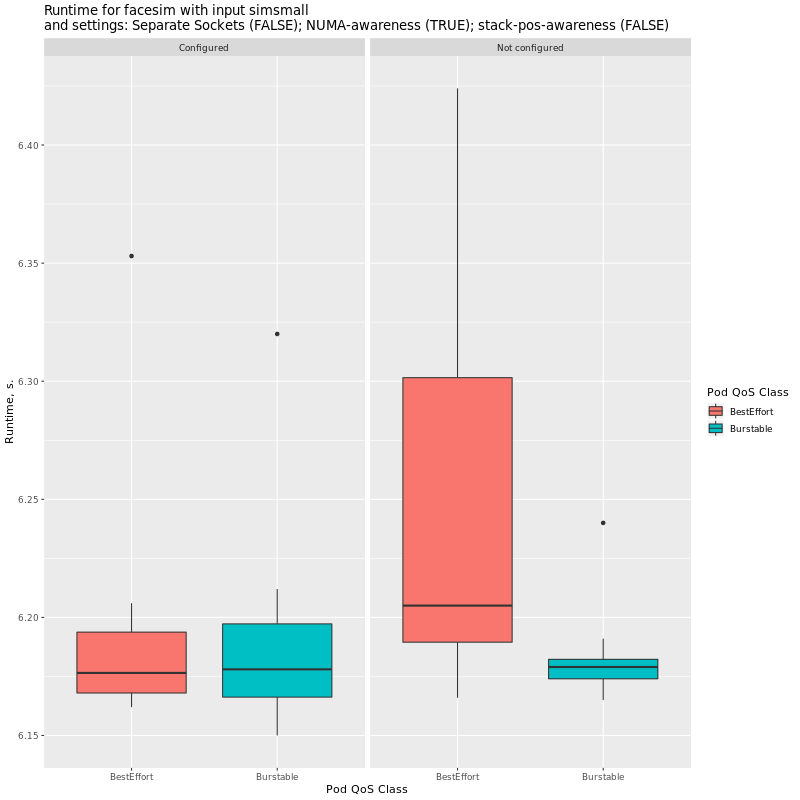 Runtime for facesim with input simsmall
and settings: Separate Sockets (FALSE); NUMA-awareness (TRUE); stack-pos-awareness (FALSE)
Configured
Not configured
6.40
6.35
6.30
6.25
6.20
6.15
Runtime, s.
BestEffort
Burstable
BestEffort
Burstable
Pod QoS Class
Pod QoS Class
BestEffort
Burstable